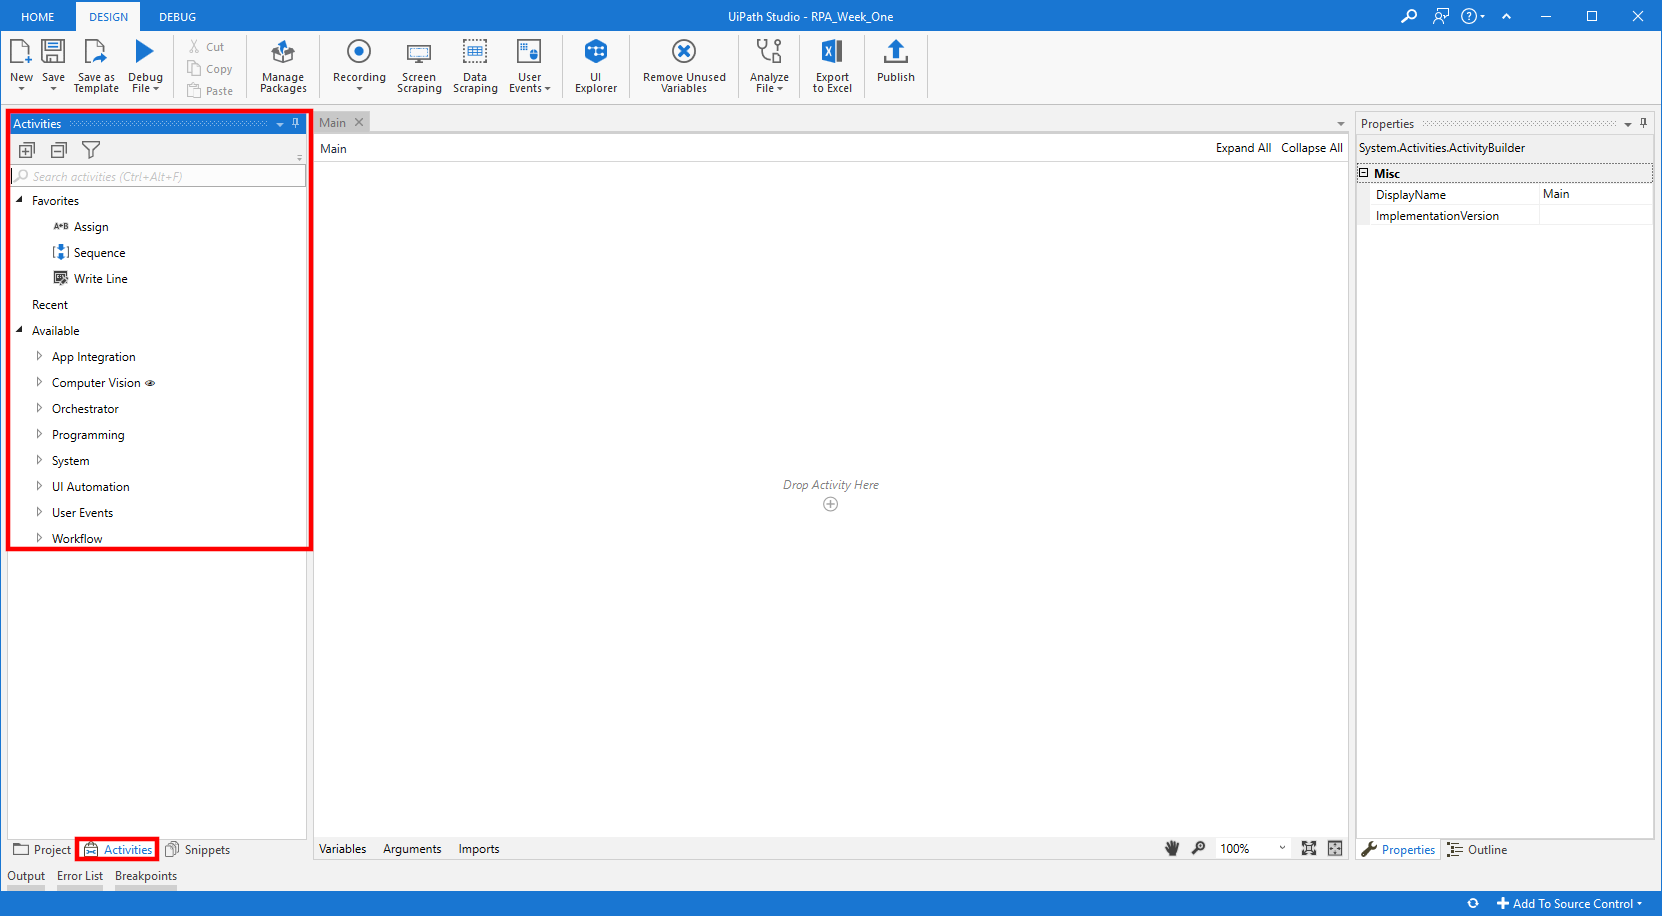 HOME DESIGN DEBUG UiPath Studio - RPA_Week_One
New Save Save as Template Debug File Cut Copy Paste Manage Packages Recording Screen Scraping Data Scraping User Events UI Explorer Remove Unused Variables Analyze File Export to Excel Publish
Activities
Search activities (Ctrl+Alt+F)
Favorites
A*B Assign
Sequence
Write Line
Recent
Available
App Integration
Computer Vision
Orchestrator
Programming
System
UI Automation
User Events
Workflow
Project Activities Snippets
Main
Main Expand All Collapse All
Drop Activity Here
Variables Arguments Imports 100%
Properties
System.Activities.ActivityBuilder
Misc
DisplayName Main
ImplementationVersion
Properties Outline
Output Error List Breakpoints
Add To Source Control